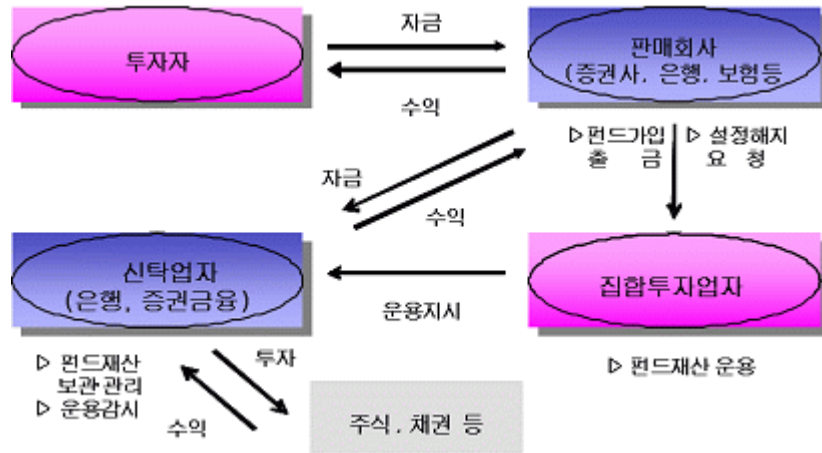 자금
투자자
판매회사
(증권사, 은행, 보험등
수익
▷펀드가입 ▷ 설정해지
출 금 요 청
자금
수익
신탁업자
(은행, 증권금융)
집합투자업자
운용지시
▷ 펀드재산
보관·관리
▷ 운용감시
투자
▷ 펀드재산 운용
수익
주식, 채권 등